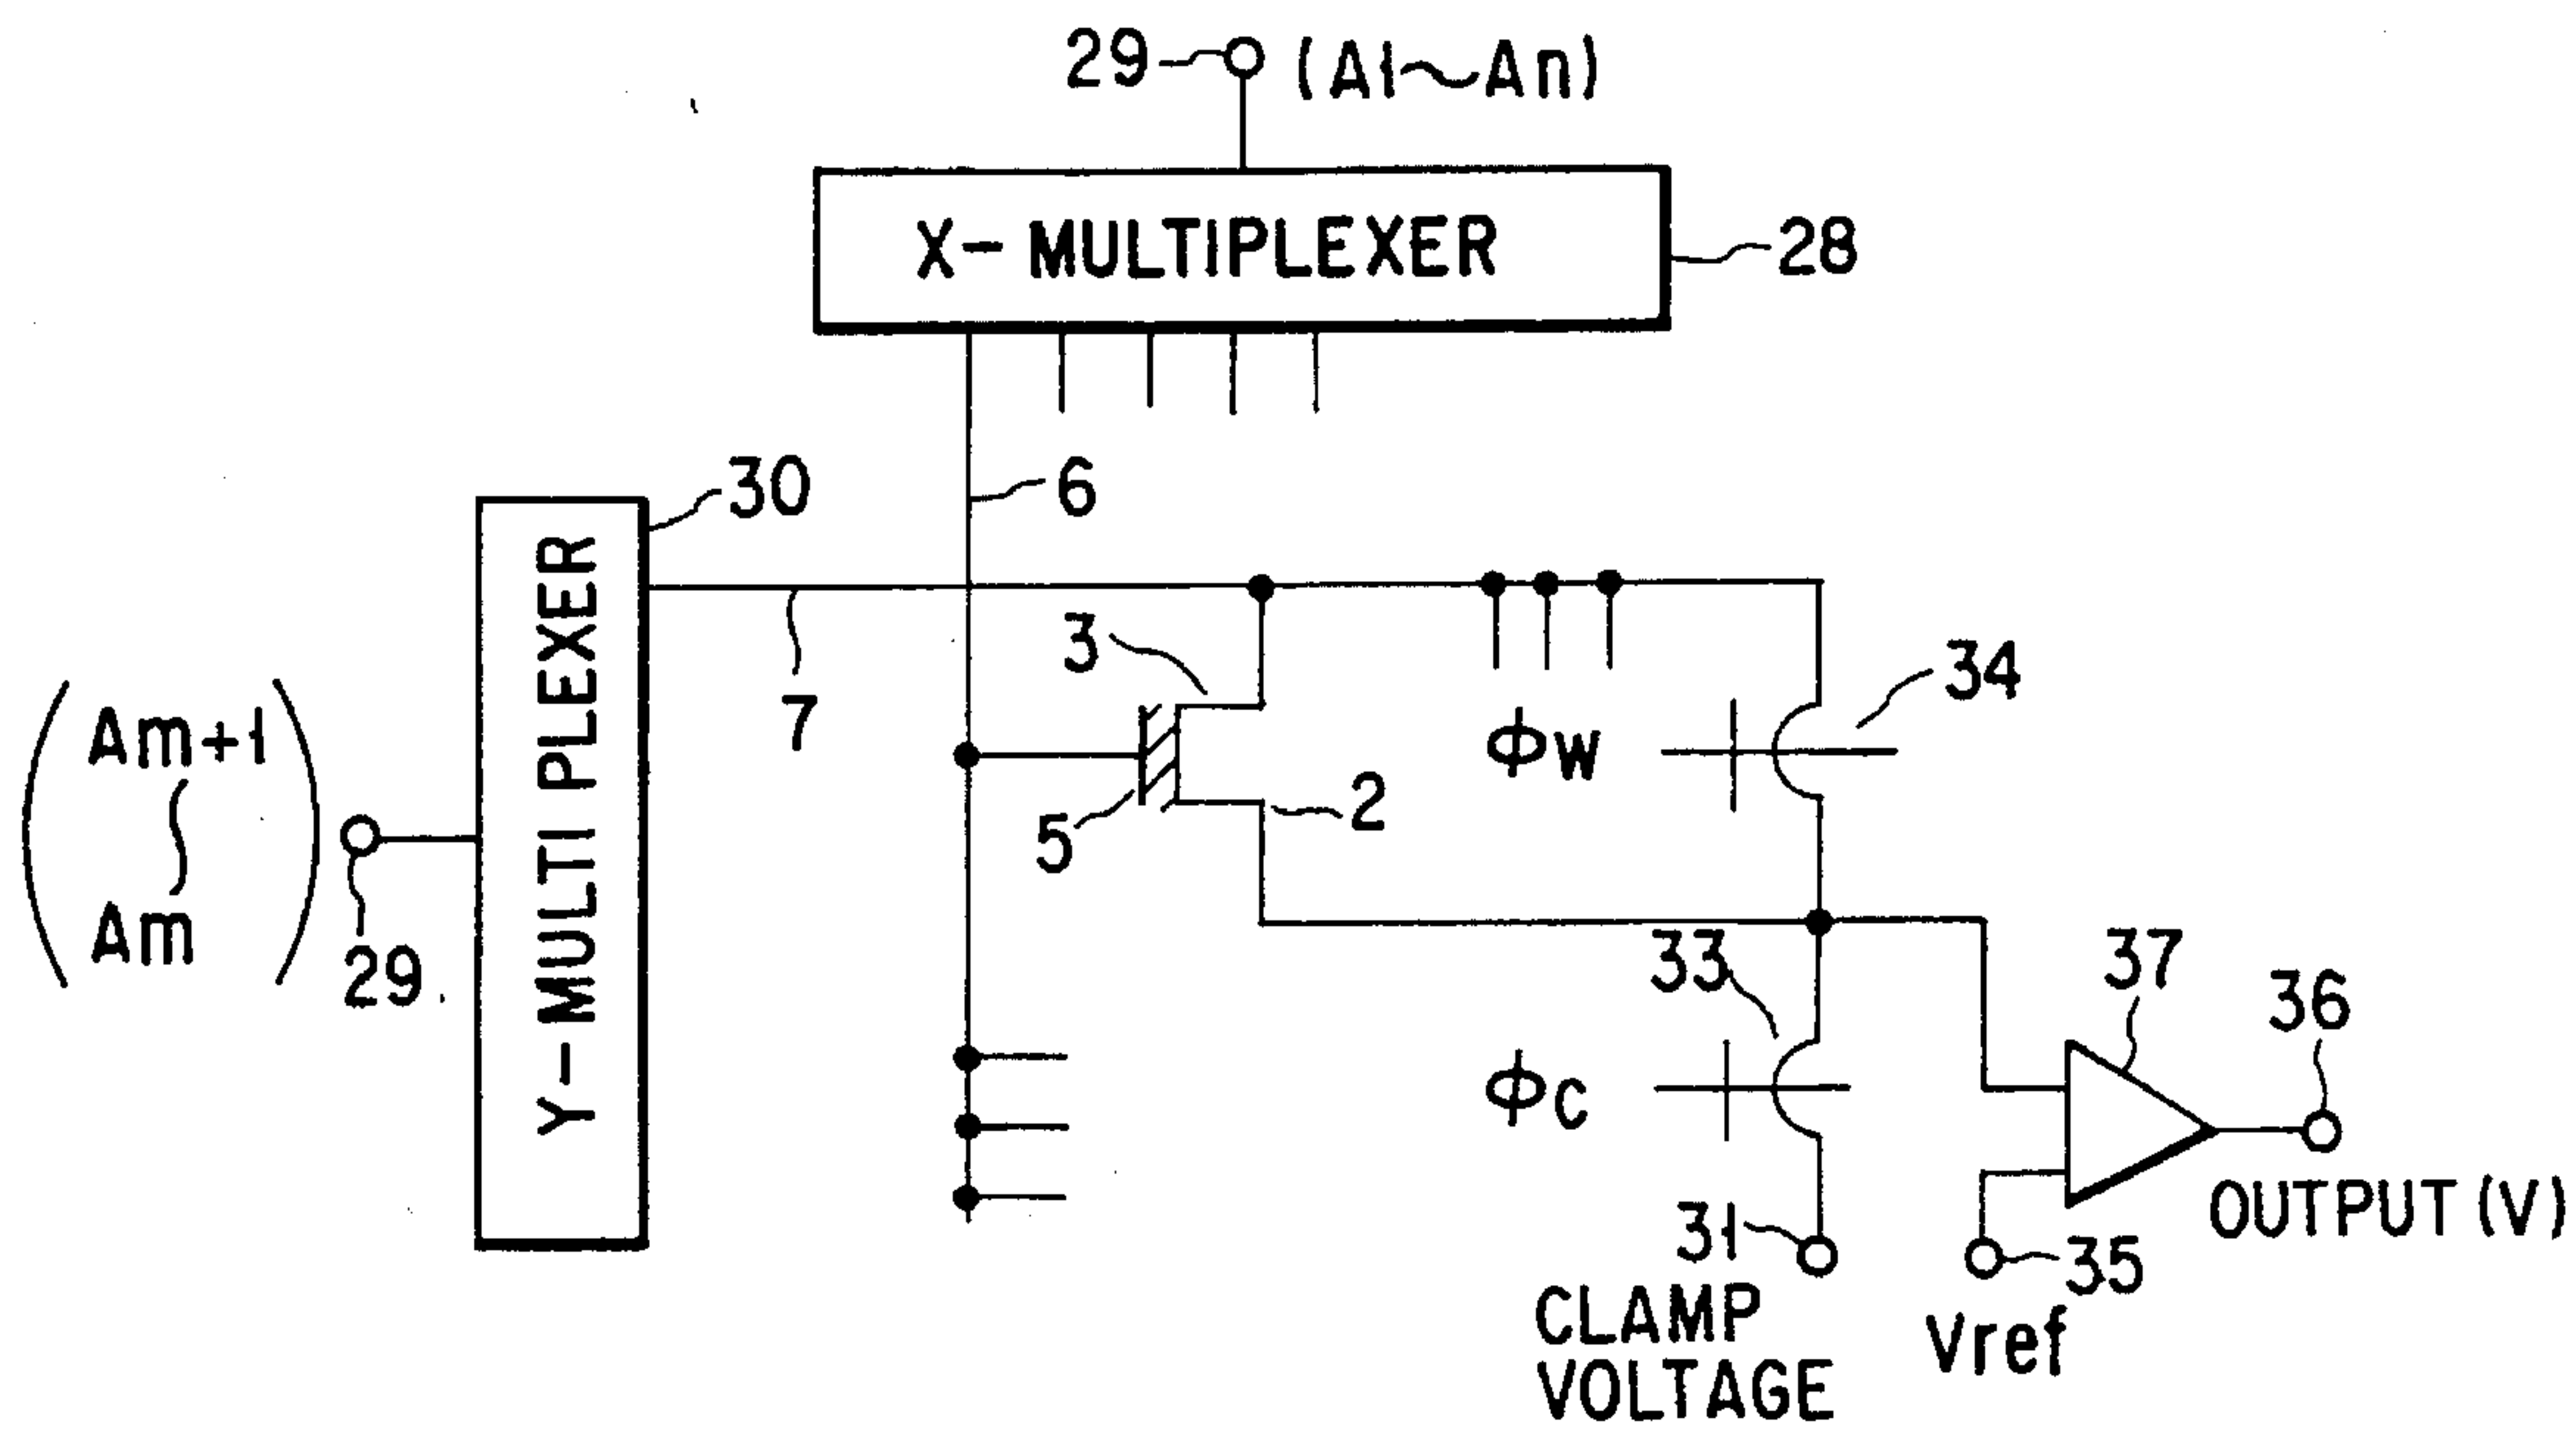 29 (A1~An)
X- MULTIPLEXER
28
30
6
3
34
7
ΦW
2
5
Am+1
~
Am
29
Y-MULTI PLEXER
33
37
36
ΦC
31
35
OUTPUT (V)
CLAMP
VOLTAGE
Vref